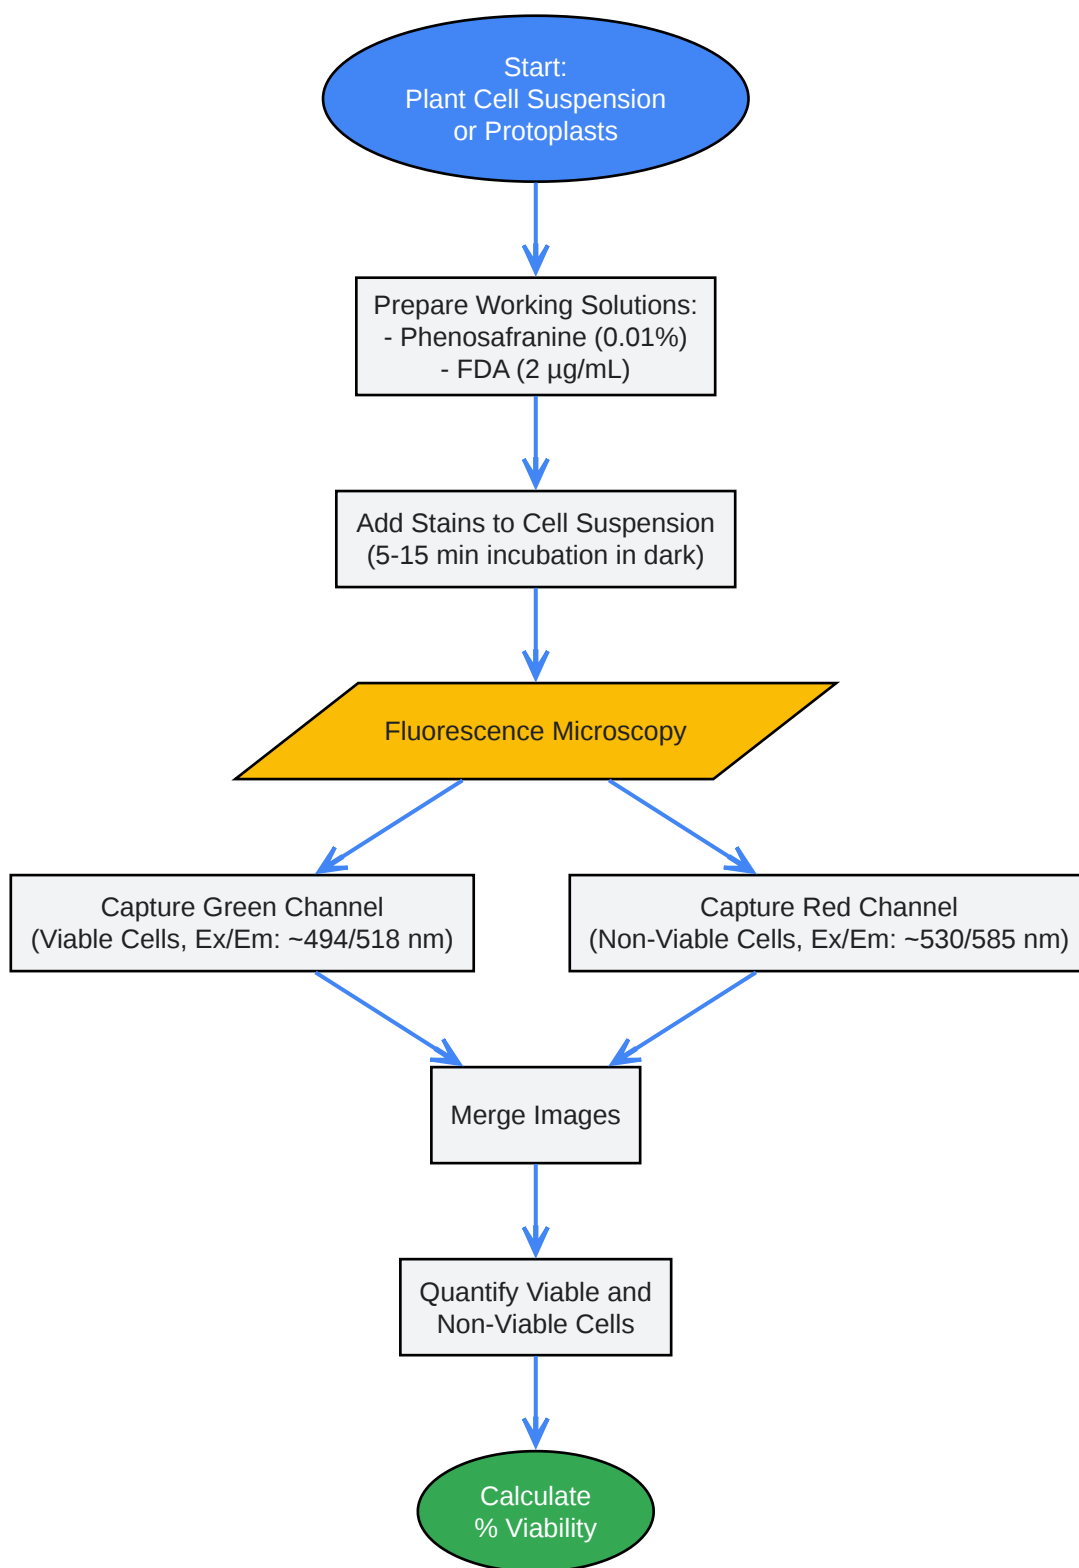 Start:
Plant Cell Suspension
or Protoplasts
Prepare Working Solutions:
- Phenosafranine (0.01%)
- FDA (2 µg/mL)
Add Stains to Cell Suspension
(5-15 min incubation in dark)
Fluorescence Microscopy
Capture Green Channel
(Viable Cells, Ex/Em: ~494/518 nm)
Capture Red Channel
(Non-Viable Cells, Ex/Em: ~530/585 nm)
Merge Images
Quantify Viable and
Non-Viable Cells
Calculate
% Viability